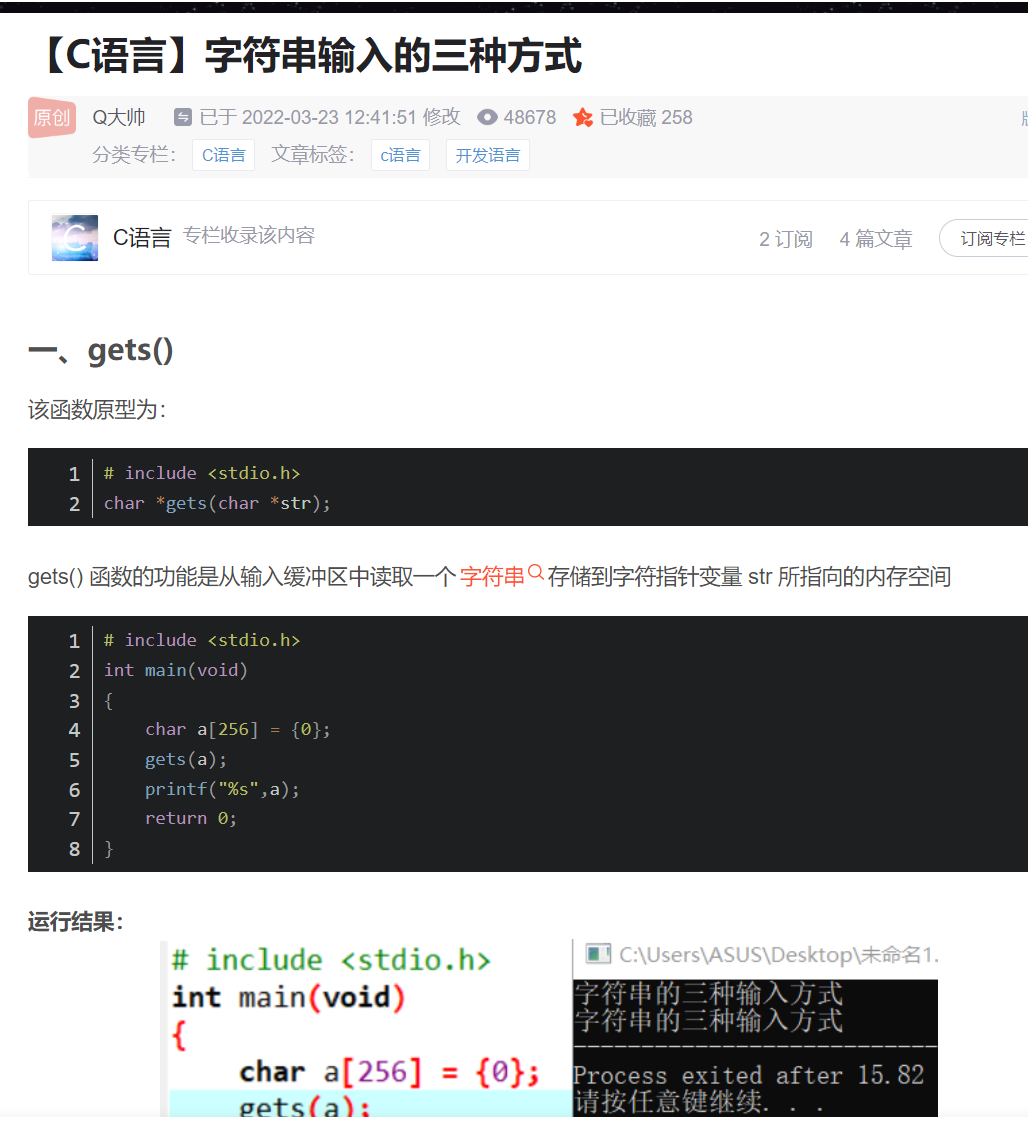 【C语言】字符串输入的三种方式
原创 Q大帅 已于 2022-03-23 12:41:51 修改 48678 已收藏 258
分类专栏： C语言 文章标签： c语言 开发语言
C语言 专栏收录该内容 2 订阅 4 篇文章 订阅专栏
一、gets()
该函数原型为：
1 # include <stdio.h>
2 char *gets(char *str);
gets() 函数的功能是从输入缓冲区中读取一个 字符串 存储到字符指针变量 str 所指向的内存空间
1 # include <stdio.h>
2 int main(void)
3 {
4 char a[256] = {0};
5 gets(a);
6 printf("%s",a);
7 return 0;
8 }
运行结果：
# include <stdio.h>
int main(void)
{
char a[256] = {0};
gets(a);
C:\Users\ASUS\Desktop\未命名1.
字符串的三种输入方式
字符串的三种输入方式
--------------------------------
Process exited after 15.82
请按任意键继续. . .